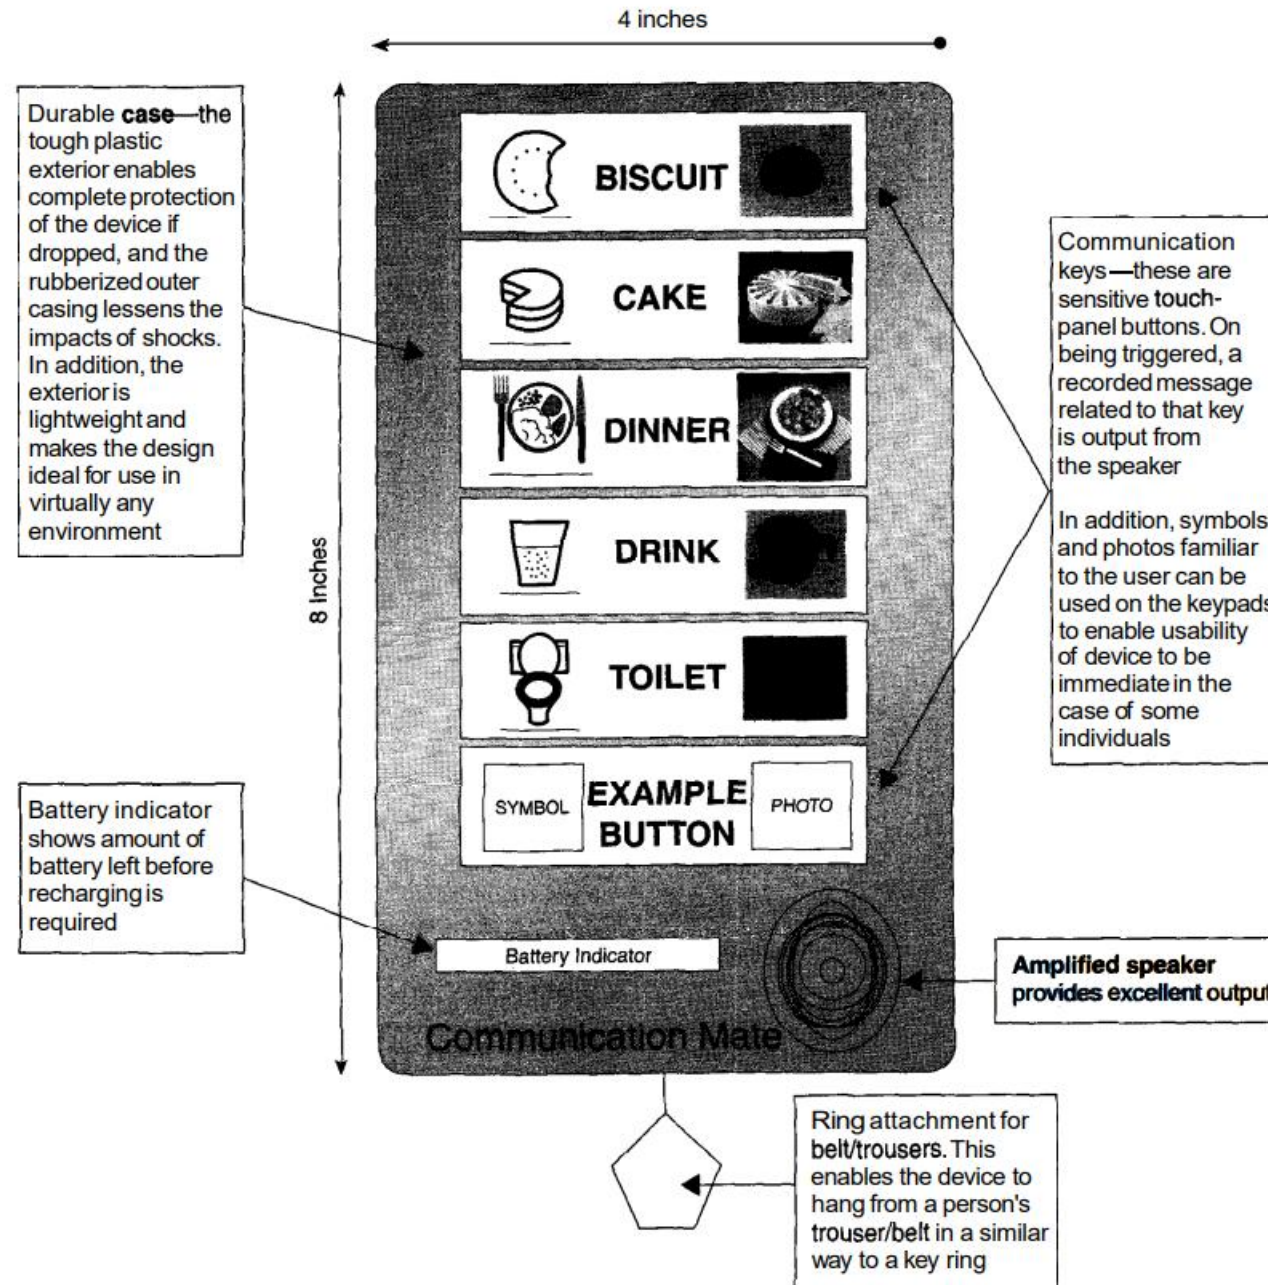 4 inches
Durable case—the
tough plastic
exterior enables
complete protection
of the device if
dropped, and the
rubberized outer
casing lessens the
impacts of shocks.
In addition, the
exterior is
lightweight and
makes the design
ideal for use in
virtually any
environment
8 Inches
BISCUIT
CAKE
DINNER
DRINK
TOILET
SYMBOL
EXAMPLE
BUTTON
PHOTO
Communication
keys—these are
sensitive touch-
panel buttons. On
being triggered, a
recorded message
related to that key
is output from
the speaker
In addition, symbols
and photos familiar
to the user can be
used on the keypads
to enable usability
of device to be
immediate in the
case of some
individuals
Battery indicator
shows amount of
battery left before
recharging is
required
Battery Indicator
Amplified speaker
provides excellent output
Communication Mate
Ring attachment for
belt/trousers. This
enables the device to
hang from a person's
trouser/belt in a similar
way to a key ring